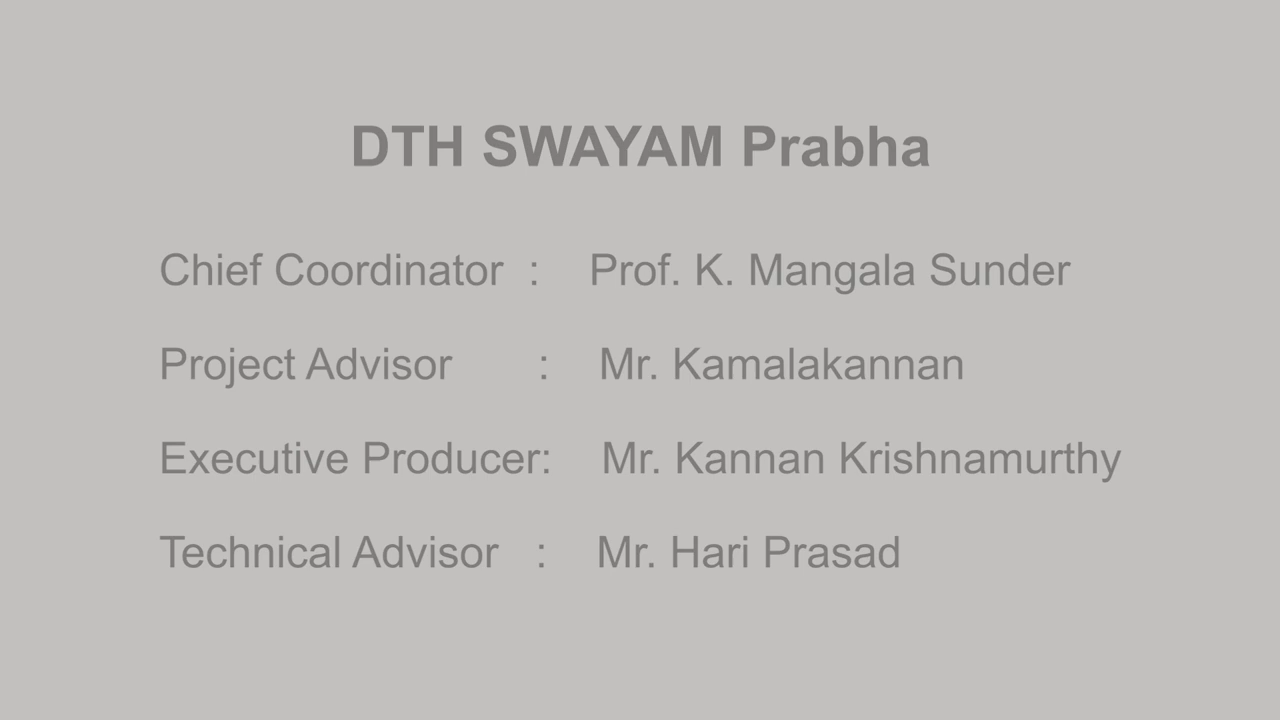 DTH SWAYAM Prabha
Chief Coordinator : Prof. K. Mangala Sunder
Project Advisor : Mr. Kamalakannan
Executive Producer: Mr. Kannan Krishnamurthy
Technical Advisor : Mr. Hari Prasad